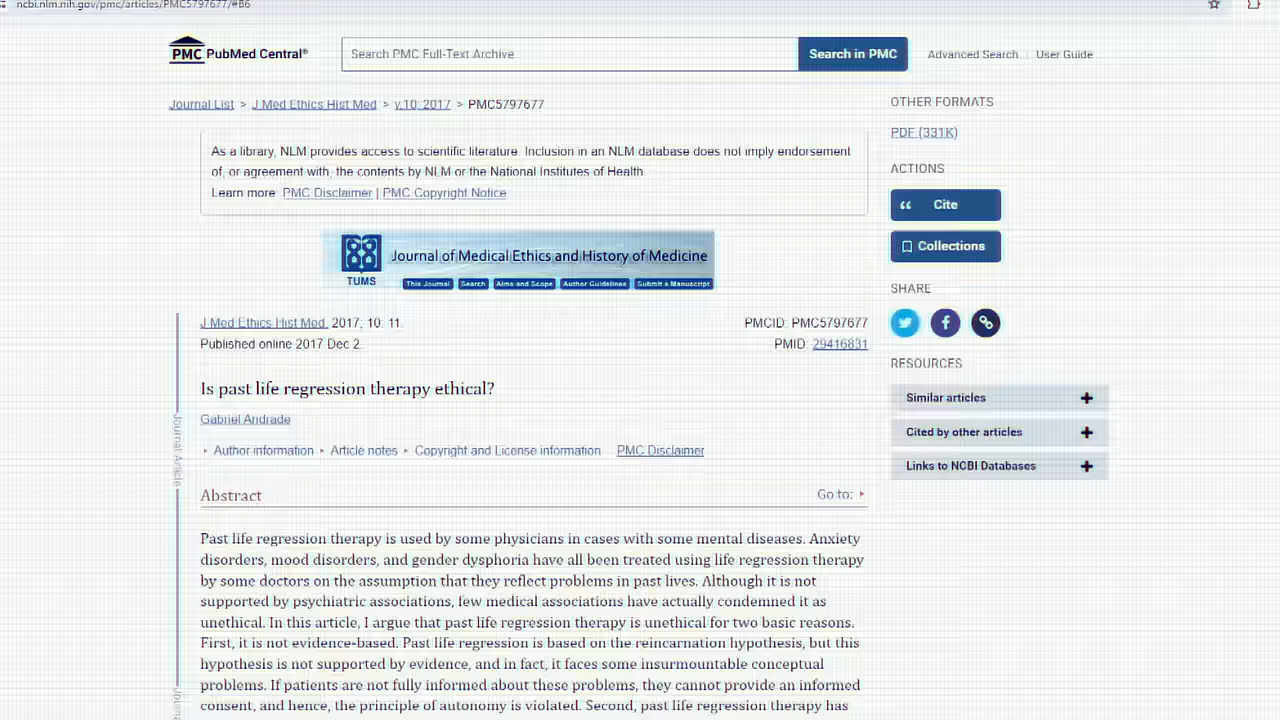 ncbi.nlm.nih.gov/pmc/articles/PMC5797677/#B6
PMC PubMed Central®
Search PMC Full-Text Archive
Search in PMC
Advanced Search | User Guide
Journal List > J Med Ethics Hist Med > v.10; 2017 > PMC5797677
As a library, NLM provides access to scientific literature. Inclusion in an NLM database does not imply endorsement
of, or agreement with, the contents by NLM or the National Institutes of Health.
Learn more: PMC Disclaimer | PMC Copyright Notice
TUMS
Journal of Medical Ethics and History of Medicine
This Journal Search Aims and Scope Author Guidelines Submit a Manuscript
J Med Ethics Hist Med. 2017; 10: 11.
PMCID: PMC5797677
Published online 2017 Dec 2.
PMID: 29416831
Is past life regression therapy ethical?
Gabriel Andrade
Author information Article notes Copyright and License information PMC Disclaimer
Abstract
Go to:
Past life regression therapy is used by some physicians in cases with some mental diseases. Anxiety
disorders, mood disorders, and gender dysphoria have all been treated using life regression therapy
by some doctors on the assumption that they reflect problems in past lives. Although it is not
supported by psychiatric associations, few medical associations have actually condemned it as
unethical. In this article, I argue that past life regression therapy is unethical for two basic reasons.
First, it is not evidence-based. Past life regression is based on the reincarnation hypothesis, but this
hypothesis is not supported by evidence, and in fact, it faces some insurmountable conceptual
problems. If patients are not fully informed about these problems, they cannot provide an informed
consent, and hence, the principle of autonomy is violated. Second, past life regression therapy has
Journal Article
OTHER FORMATS
PDF (331K)
ACTIONS
Cite
Collections
SHARE
RESOURCES
Similar articles
Cited by other articles
Links to NCBI Databases